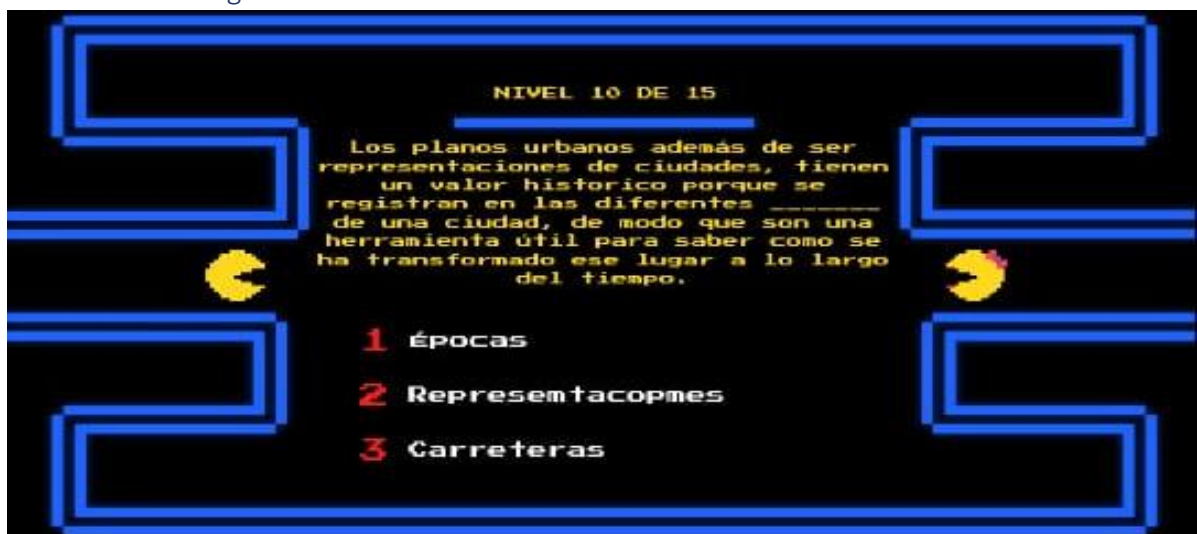 NIVEL 10 DE 15
Los planos urbanos además de ser
representaciones de ciudades, tienen
un valor historico porque se
registran en las diferentes _______
de una ciudad, de modo que son una
herramienta útil para saber como se
ha transformado ese lugar a lo largo
del tiempo.
1 ÉPOCAS
2 Represemtacopmes
3 Carreteras